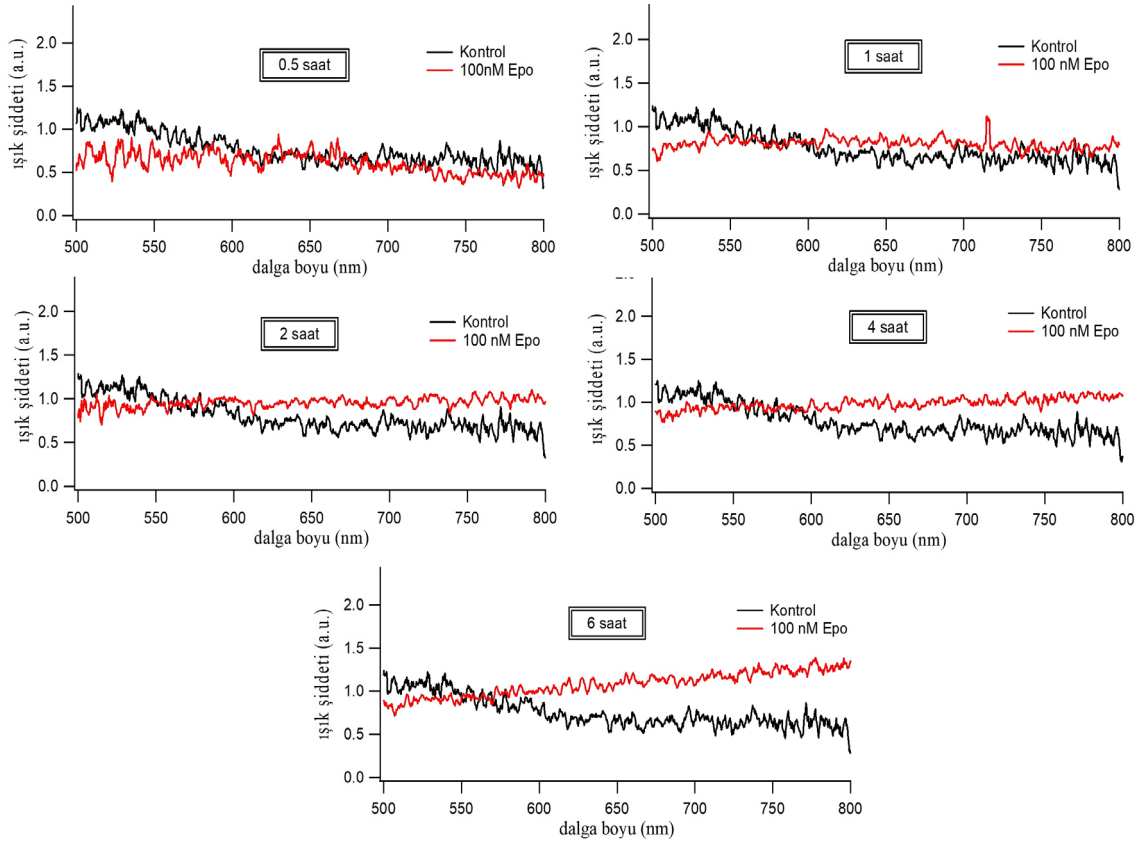 ışık şiddeti (a.u.)
2.0
1.5
1.0
0.5
0.0
0.5 saat
Kontrol
100nM Epo
500 550 600 650 700 750 800
dalga boyu (nm)
ışık şiddeti (a.u.)
2.0
1.5
1.0
0.5
0.0
1 saat
Kontrol
100 nM Epo
500 550 600 650 700 750 800
dalga boyu (nm)
ışık şiddeti (a.u.)
2.0
1.5
1.0
0.5
0.0
2 saat
Kontrol
100 nM Epo
500 550 600 650 700 750 800
dalga boyu (nm)
ışık şiddeti (a.u.)
2.0
1.5
1.0
0.5
0.0
4 saat
Kontrol
100 nM Epo
500 550 600 650 700 750 800
dalga boyu (nm)
ışık şiddeti (a.u.)
2.0
1.5
1.0
0.5
0.0
6 saat
Kontrol
100 nM Epo
500 550 600 650 700 750 800
dalga boyu (nm)